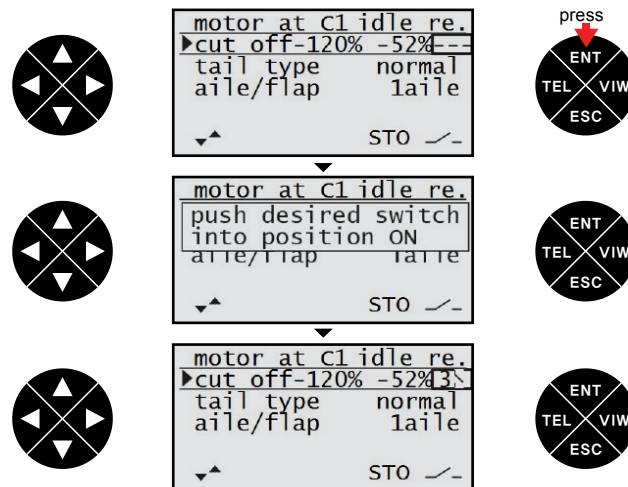 press
motor at C1 idle re.
cut off-120% -52%---
tail type normal
aile/flap 1aile
STO
ENT
TEL VIW
ESC
motor at C1 idle re.
push desired switch
into position ON
aile/flap 1aile
STO
ENT
TEL VIW
ESC
motor at C1 idle re.
cut off-120% -52%3
tail type normal
aile/flap 1aile
STO
ENT
TEL VIW
ESC